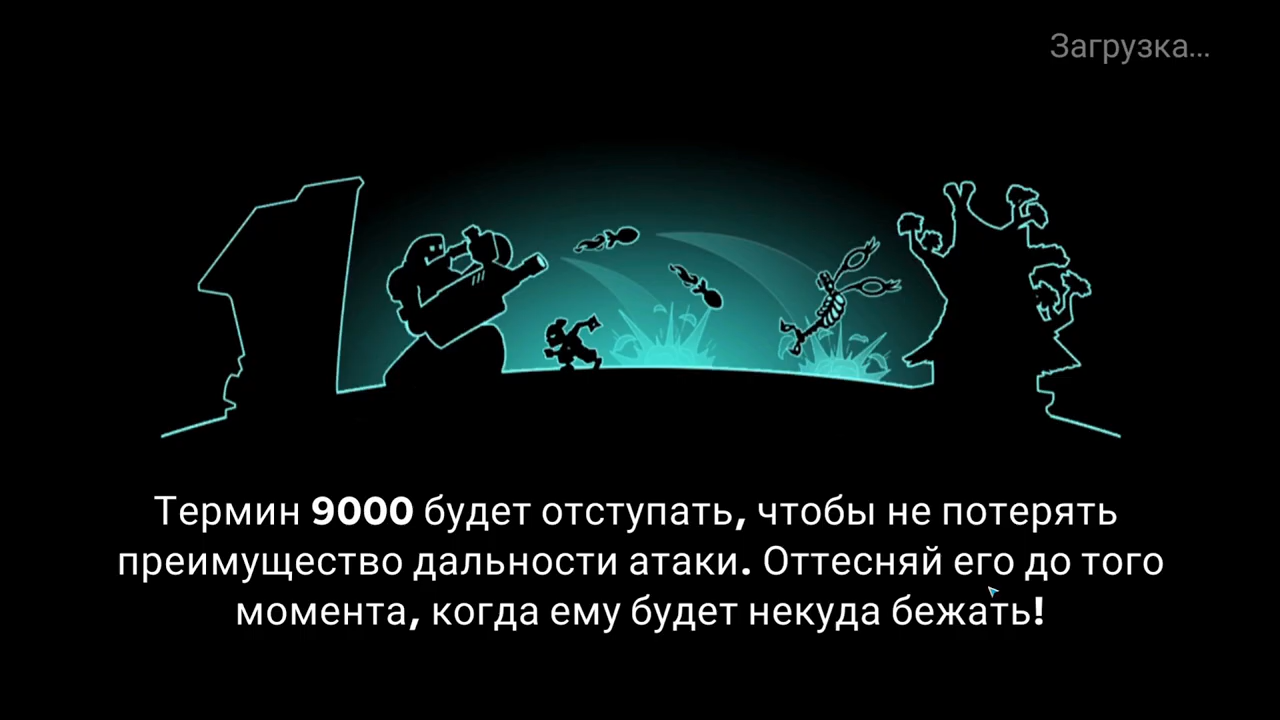 Загрузка...
Термин 9000 будет отступать, чтобы не потерять
преимущество дальности атаки. Оттесняй его до того
момента, когда ему будет некуда бежать!